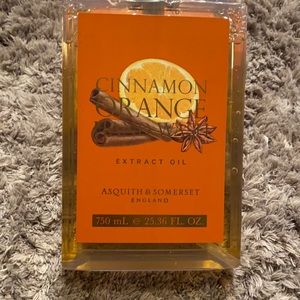 CINNAMON
ORANGE
EXTRACT OIL
ASQUITH & SOMERSET
ENGLAND
750 mL ℮ 25.36 FL. OZ.